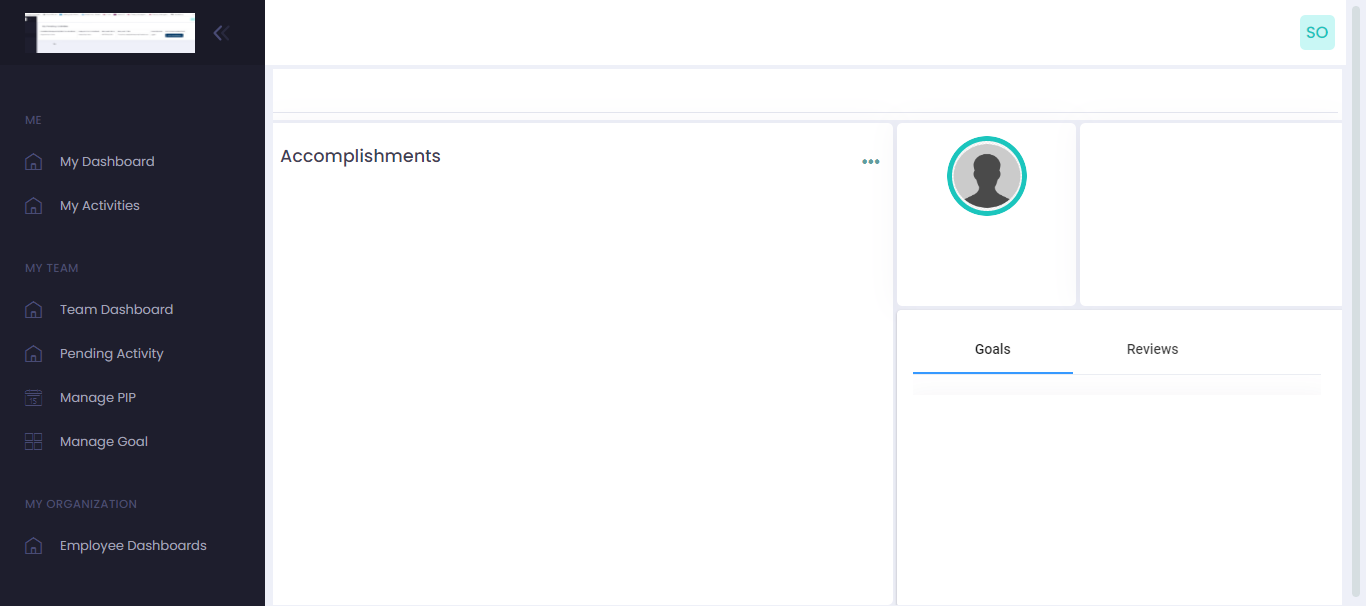 SO
ME
My Dashboard
My Activities
MY TEAM
Team Dashboard
Pending Activity
Manage PIP
15
Manage Goal
MY ORGANIZATION
Employee Dashboards
Accomplishments
Goals
Reviews